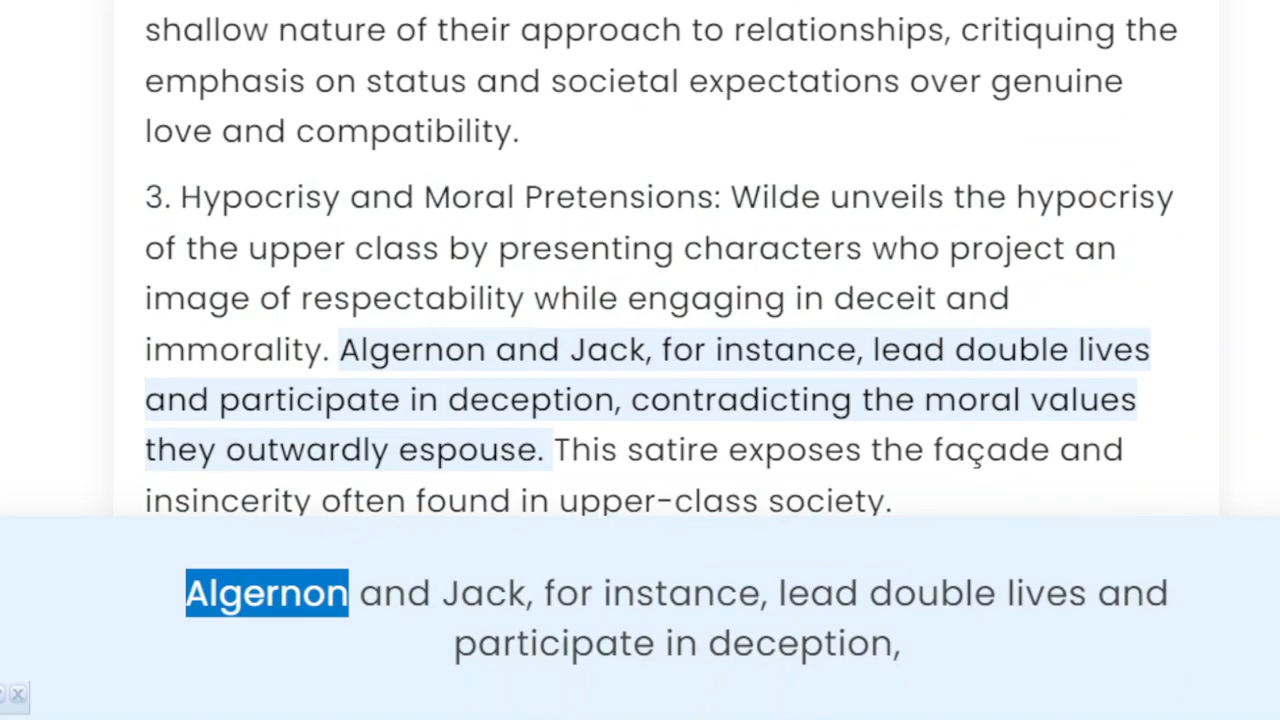 shallow nature of their approach to relationships, critiquing the
emphasis on status and societal expectations over genuine
love and compatibility.
3. Hypocrisy and Moral Pretensions: Wilde unveils the hypocrisy
of the upper class by presenting characters who project an
image of respectability while engaging in deceit and
immorality. Algernon and Jack, for instance, lead double lives
and participate in deception, contradicting the moral values
they outwardly espouse. This satire exposes the façade and
insincerity often found in upper-class society.
Algernon and Jack, for instance, lead double lives and
participate in deception,